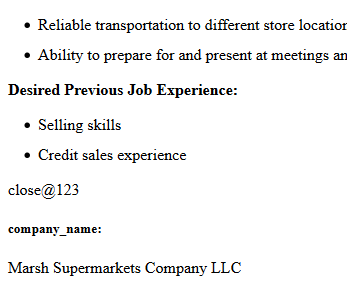 • Reliable transportation to different store location
• Ability to prepare for and present at meetings an
Desired Previous Job Experience:
• Selling skills
• Credit sales experience
close@123
company_name:
Marsh Supermarkets Company LLC